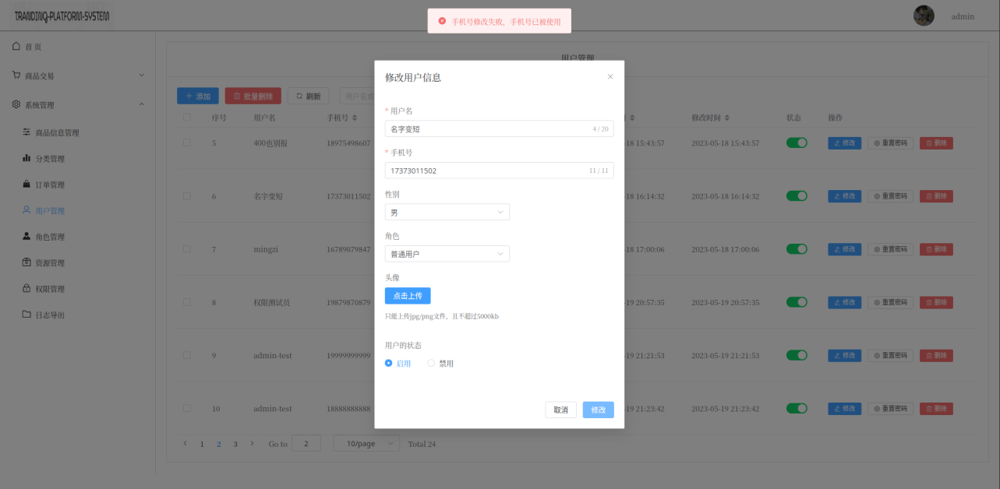 TRANDINQ-PLATFORM-SYSTEM
手机号修改失败，手机号已被使用
admin
首页
商品交易
系统管理
商品信息管理
分类管理
订单管理
用户管理
角色管理
资源管理
权限管理
日志导出
用户管理
添加 批量删除 刷新
序号 用户名 手机号 修改时间 状态 操作
5 400也别报 18975498607 -18 15:43:57 2023-05-18 15:43:57 修改 重置密码 删除
6 名字变短 17373011502 -18 16:14:32 2023-05-18 16:14:32 修改 重置密码 删除
7 mingzi 16789079847 -18 17:00:06 2023-05-18 17:00:06 修改 重置密码 删除
8 权限测试员 19879870879 -19 20:57:35 2023-05-19 20:57:35 修改 重置密码 删除
9 admin-test 19999999999 -19 21:21:53 2023-05-19 21:21:53 修改 重置密码 删除
10 admin-test 18888888888 -19 21:23:42 2023-05-19 21:23:42 修改 重置密码 删除
1 2 3 Go to 2 10/page Total 24
修改用户信息
* 用户名
名字变短 4 / 20
* 手机号
17373011502 11 / 11
性别
男
角色
普通用户
头像
点击上传
只能上传jpg/png文件，且不超过5000kb
用户的状态
启用 禁用
取消 修改